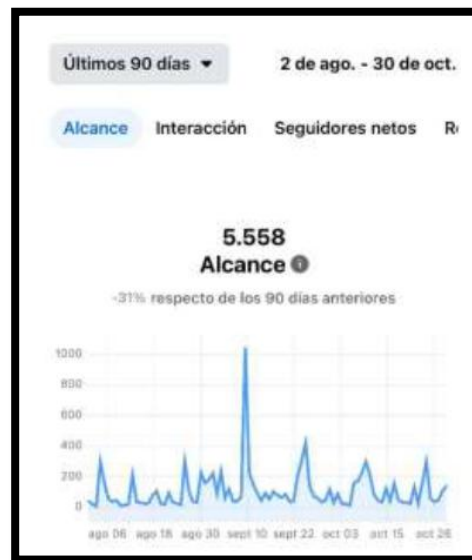 Últimos 90 días
2 de ago. - 30 de oct.
Alcance Interacción Seguidores netos
5.558
Alcance
-31% respecto de los 90 días anteriores
1000
800
600
400
200
0
ago 06 ago 18 ago 30 sept 10 sept 22 oct 03 oct 15 oct 26